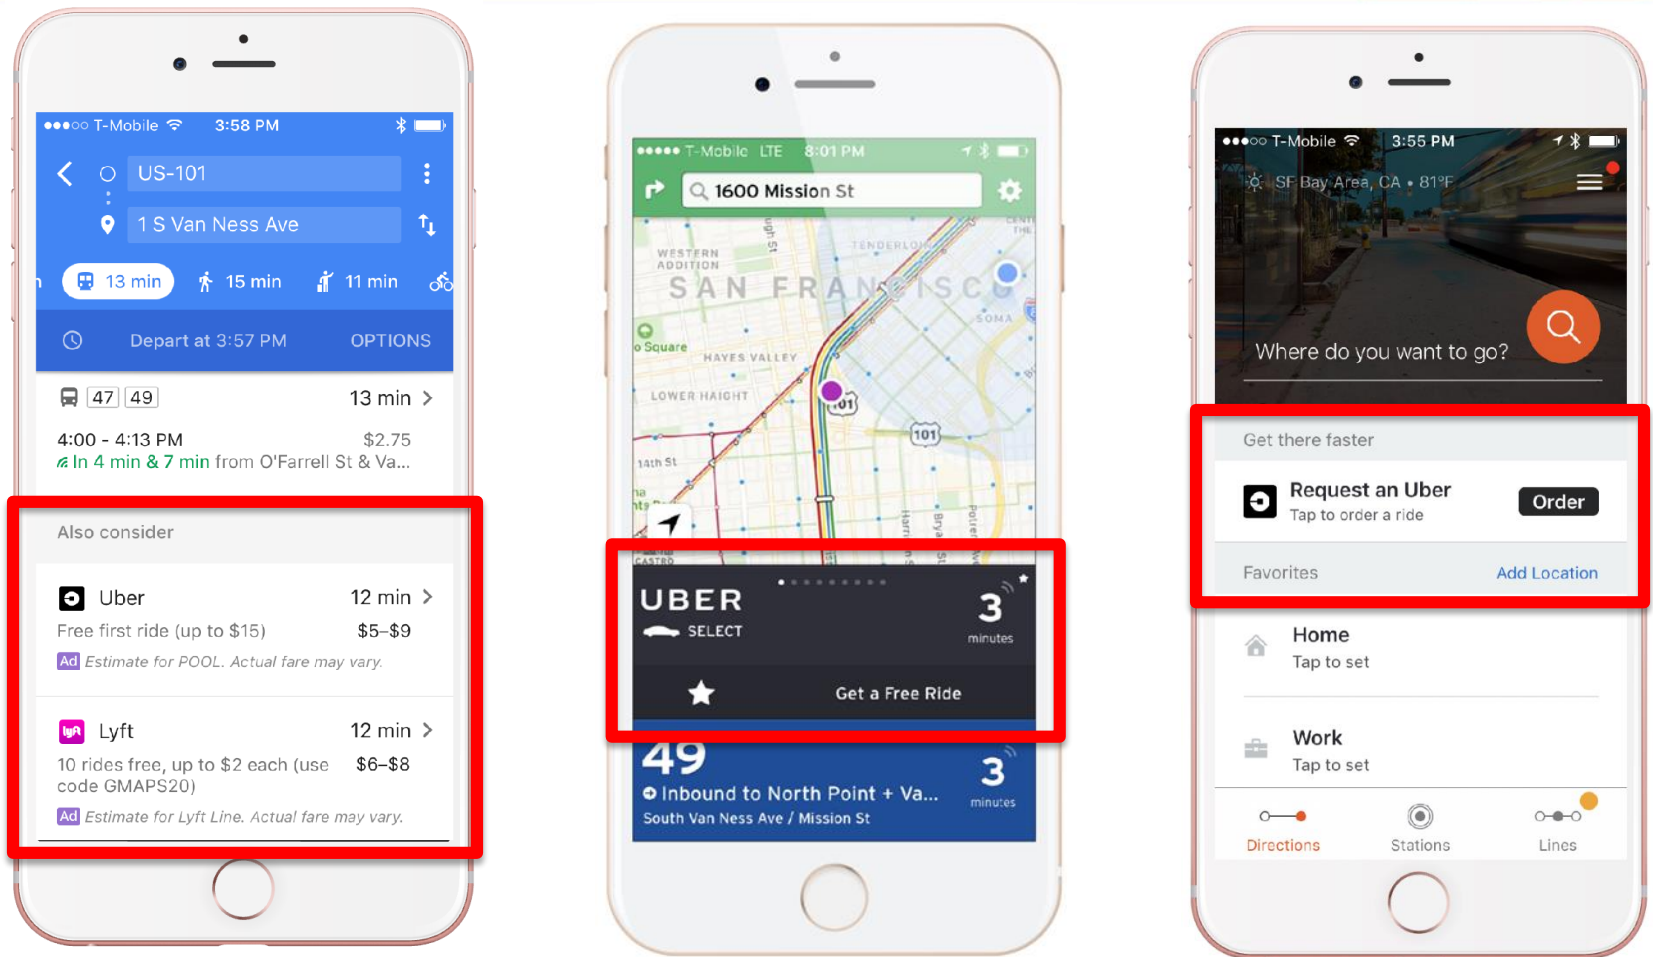 T-Mobile 3:58 PM
US-101
1 S Van Ness Ave
13 min 15 min 11 min
Depart at 3:57 PM OPTIONS
47 49 13 min
4:00 - 4:13 PM $2.75
In 4 min & 7 min from O'Farrell St & Va...
Also consider
Uber 12 min
Free first ride (up to $15) $5–$9
Ad Estimate for POOL. Actual fare may vary.
lyft Lyft 12 min
10 rides free, up to $2 each (use $6–$8
code GMAPS20)
Ad Estimate for Lyft Line. Actual fare may vary.
T-Mobile LTE 8:01 PM
1600 Mission St
WESTERN
ADDITION
TENDERLOIN
SAN FRANCISCO
SOMA
o Square
HAYES VALLEY
LOWER HAIGHT
101
101
14th St
CASTRO
UBER 3
SELECT minutes
Get a Free Ride
49 3
Inbound to North Point + Va... minutes
South Van Ness Ave / Mission St
T-Mobile 3:55 PM
SF Bay Area, CA • 81°F
Where do you want to go?
Get there faster
Request an Uber Order
Tap to order a ride
Favorites Add Location
Home
Tap to set
Work
Tap to set
Directions Stations Lines